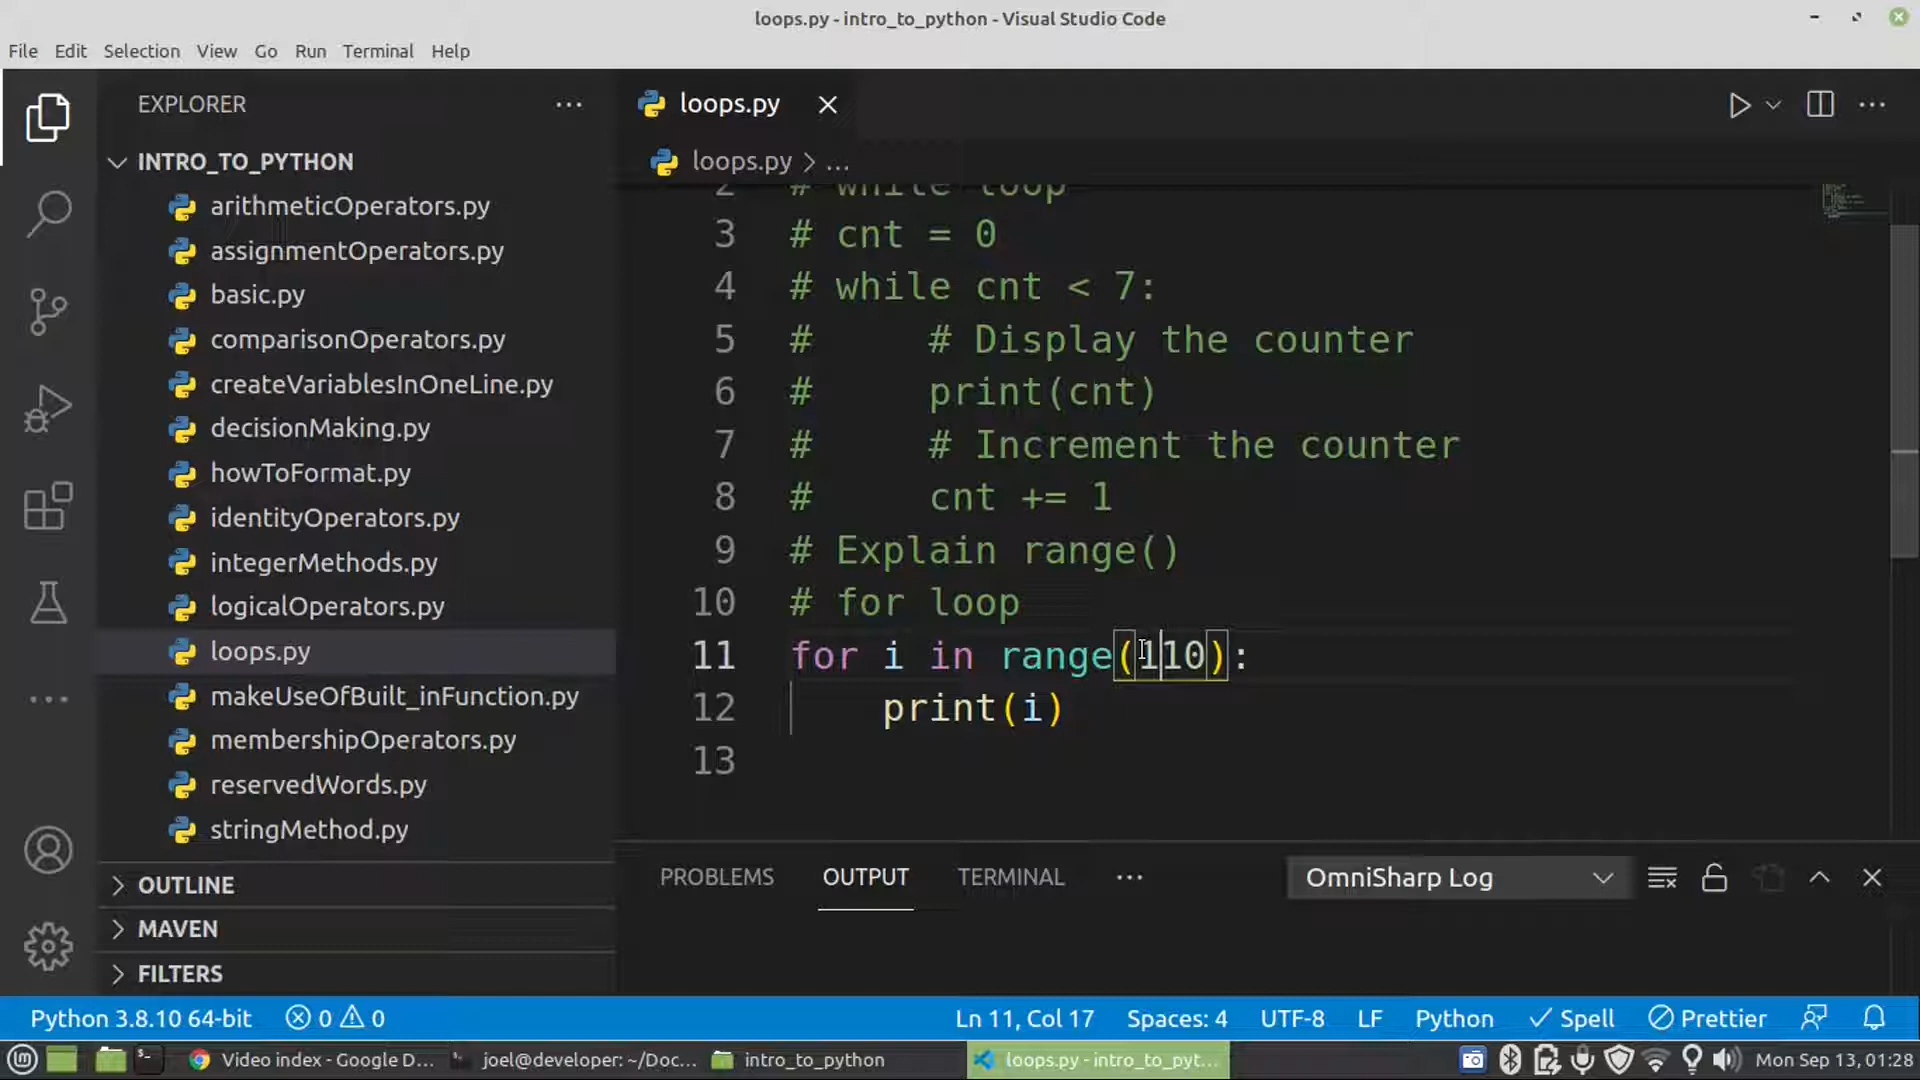 loops.py - intro_to_python - Visual Studio Code
File Edit Selection View Go Run Terminal Help
EXPLORER
INTRO_TO_PYTHON
arithmeticOperators.py
assignmentOperators.py
basic.py
comparisonOperators.py
createVariablesInOneLine.py
decisionMaking.py
howToFormat.py
identityOperators.py
integerMethods.py
logicalOperators.py
loops.py
makeUseOfBuilt_inFunction.py
membershipOperators.py
reservedWords.py
stringMethod.py
OUTLINE
MAVEN
FILTERS
loops.py
loops.py > ...
2 # while loop
3 # cnt = 0
4 # while cnt < 7:
5 #     # Display the counter
6 #     print(cnt)
7 #     # Increment the counter
8 #     cnt += 1
9 # Explain range()
10 # for loop
11 for i in range(110):
12     print(i)
13
PROBLEMS OUTPUT TERMINAL ... OmniSharp Log
Python 3.8.10 64-bit 0 0 Ln 11, Col 17 Spaces: 4 UTF-8 LF Python Spell Prettier
Video index - Google D... joel@developer: ~/Doc... intro_to_python loops.py - intro_to_pyt... Mon Sep 13, 01:28